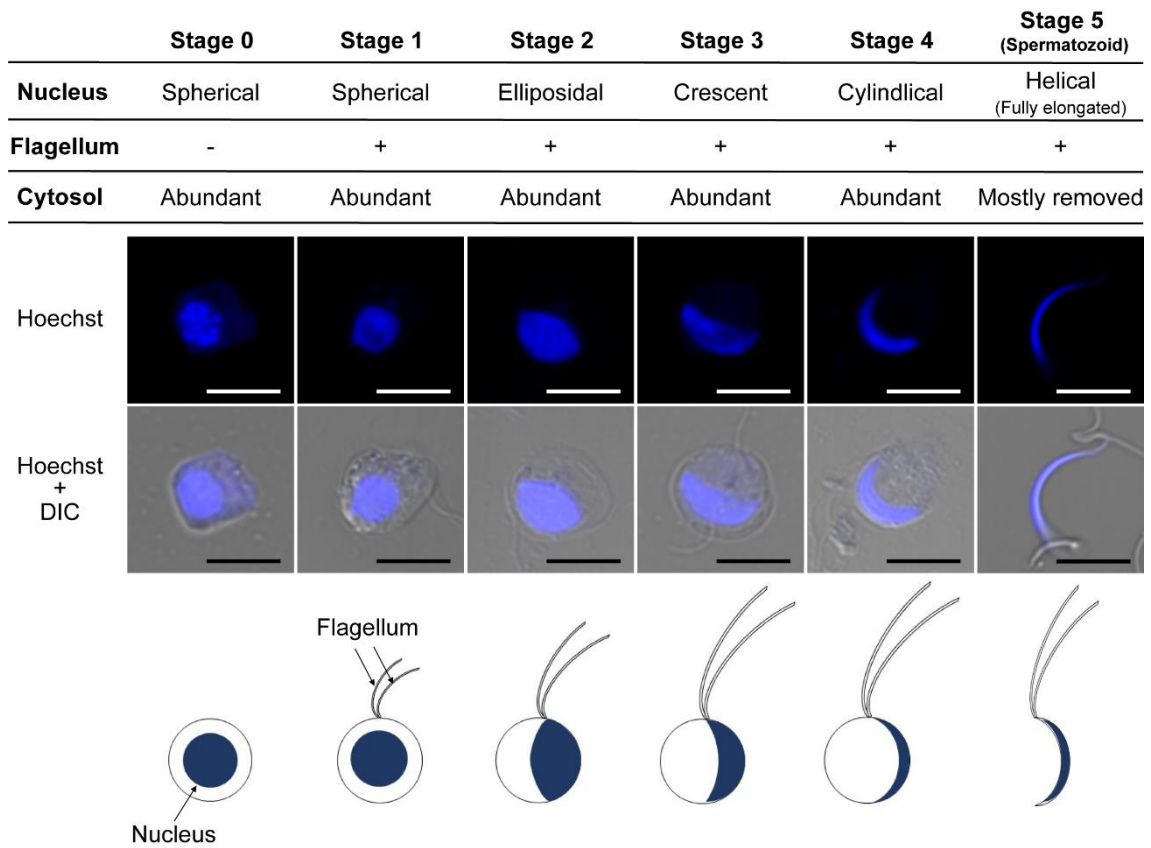 Stage 0 Stage 1 Stage 2 Stage 3 Stage 4 Stage 5
(Spermatozoid)
Nucleus Spherical Spherical Elliposidal Crescent Cylindlical Helical
(Fully elongated)
Flagellum - + + + + +
Cytosol Abundant Abundant Abundant Abundant Abundant Mostly removed
Hoechst
Hoechst
+
DIC
Flagellum
Nucleus